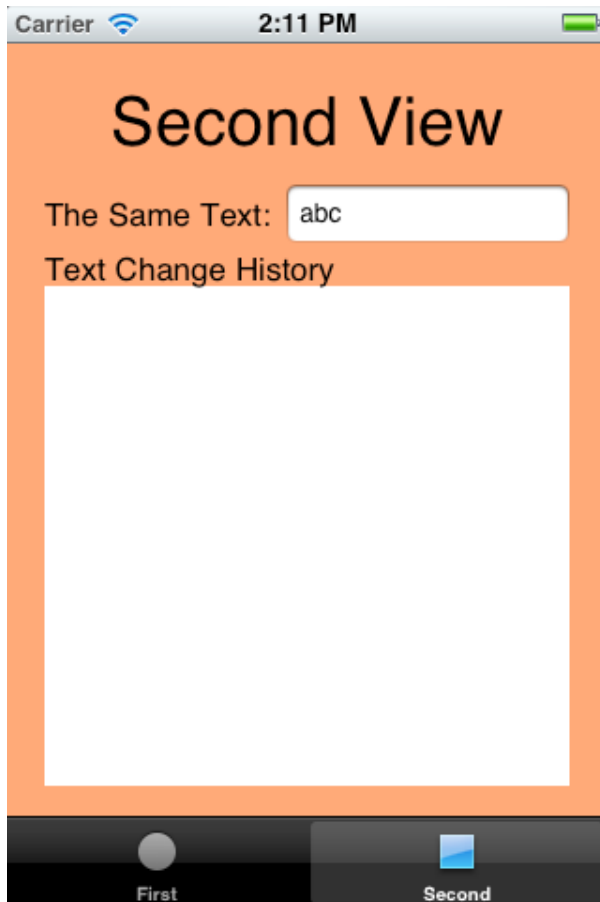 Carrier 2:11 PM
Second View
The Same Text: abc
Text Change History
First Second